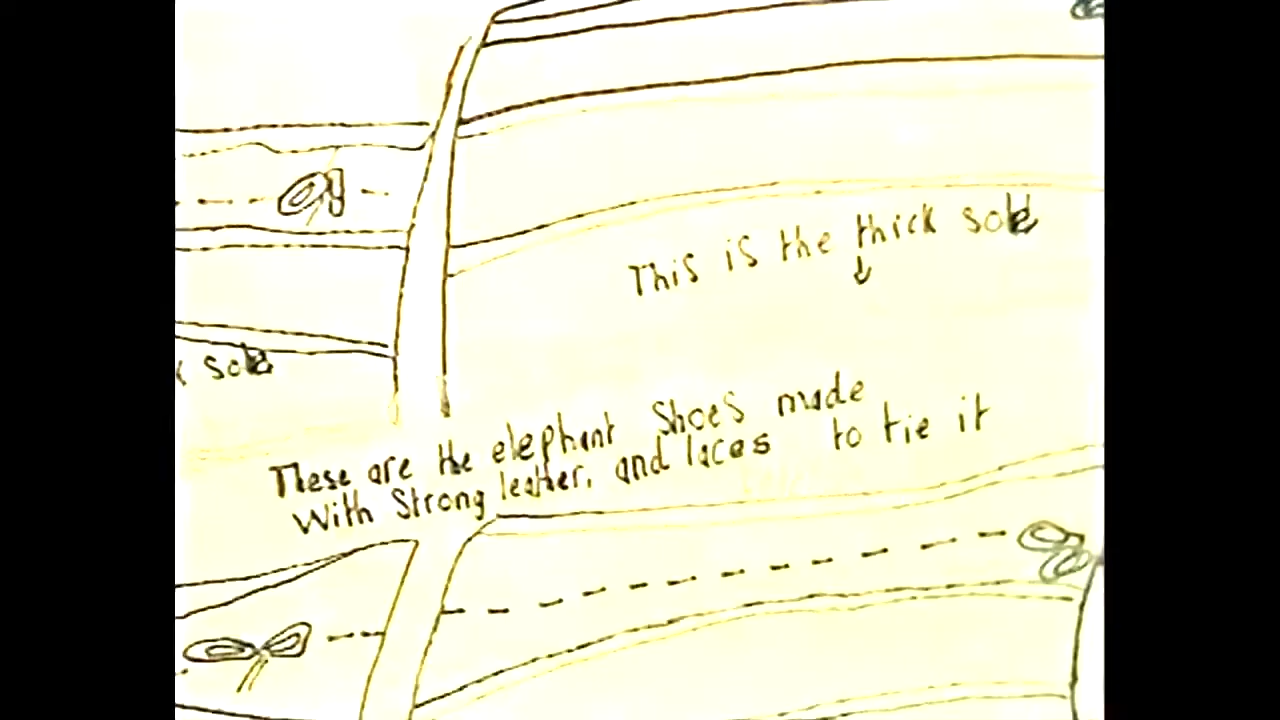 This is the thick sole
k sole
These are the elephant Shoes made
With Strong leather, and laces to tie it